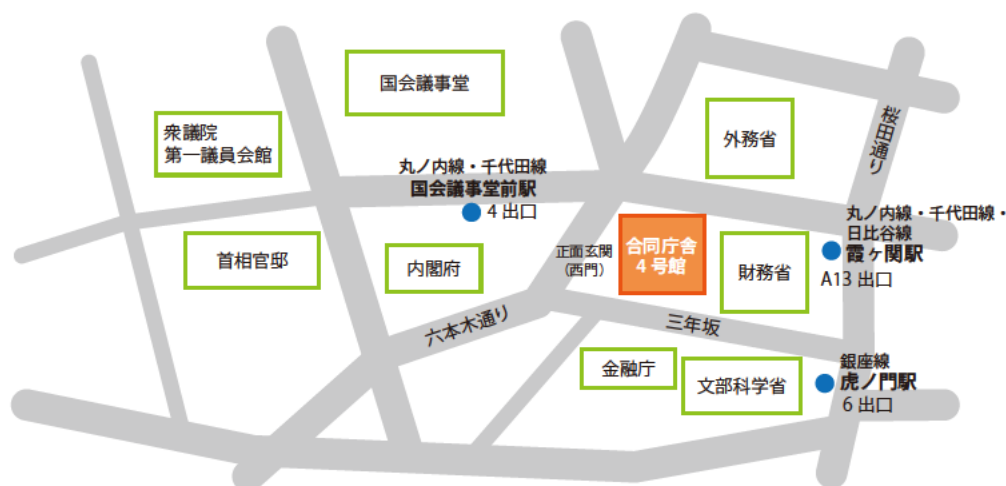 国会議事堂
衆議院
第一議員会館
外務省
桜田通り
丸ノ内線・千代田線
国会議事堂前駅
4 出口
丸ノ内線・千代田線・
日比谷線
霞ヶ関駅
A13 出口
首相官邸
内閣府
正面玄関
（西門）
合同庁舎
4 号館
財務省
六本木通り
三年坂
金融庁
文部科学省
銀座線
虎ノ門駅
6 出口